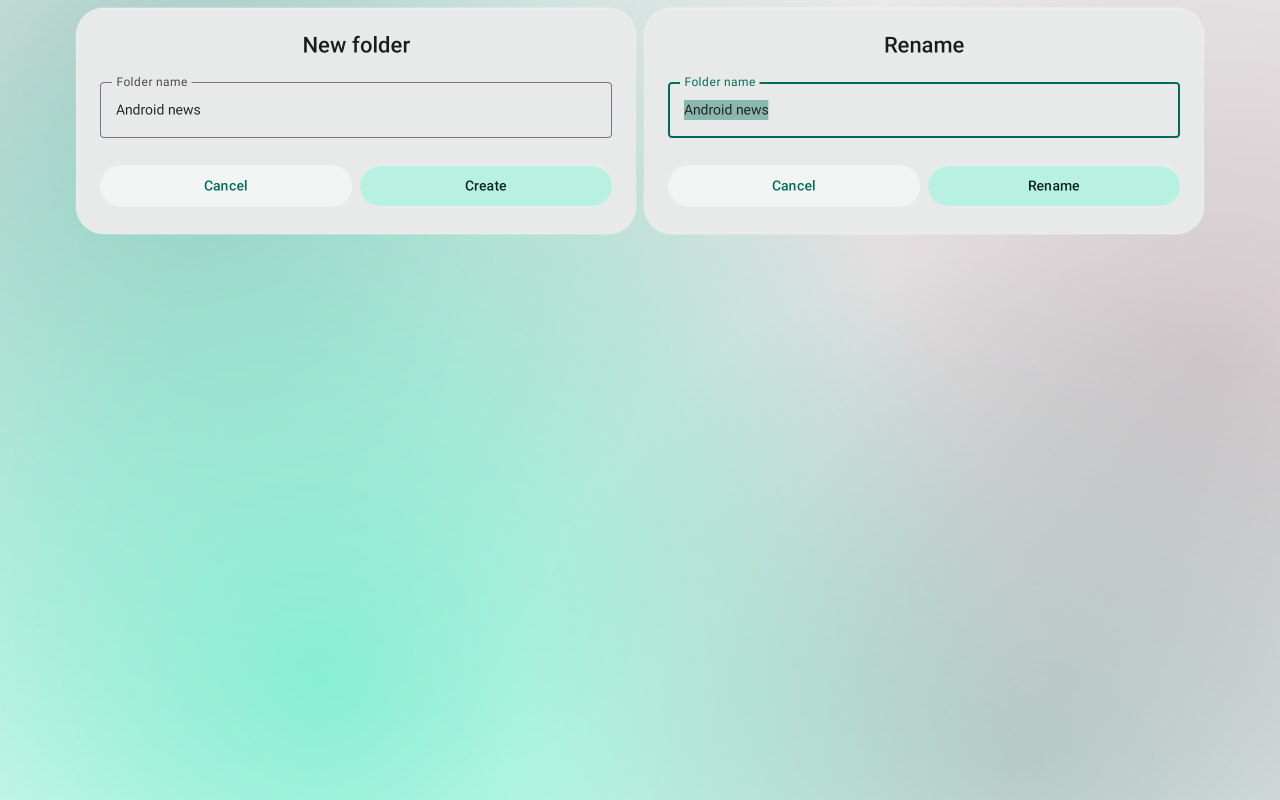 New folder
Folder name
Android news
Cancel
Create
Rename
Folder name
Android news
Cancel
Rename